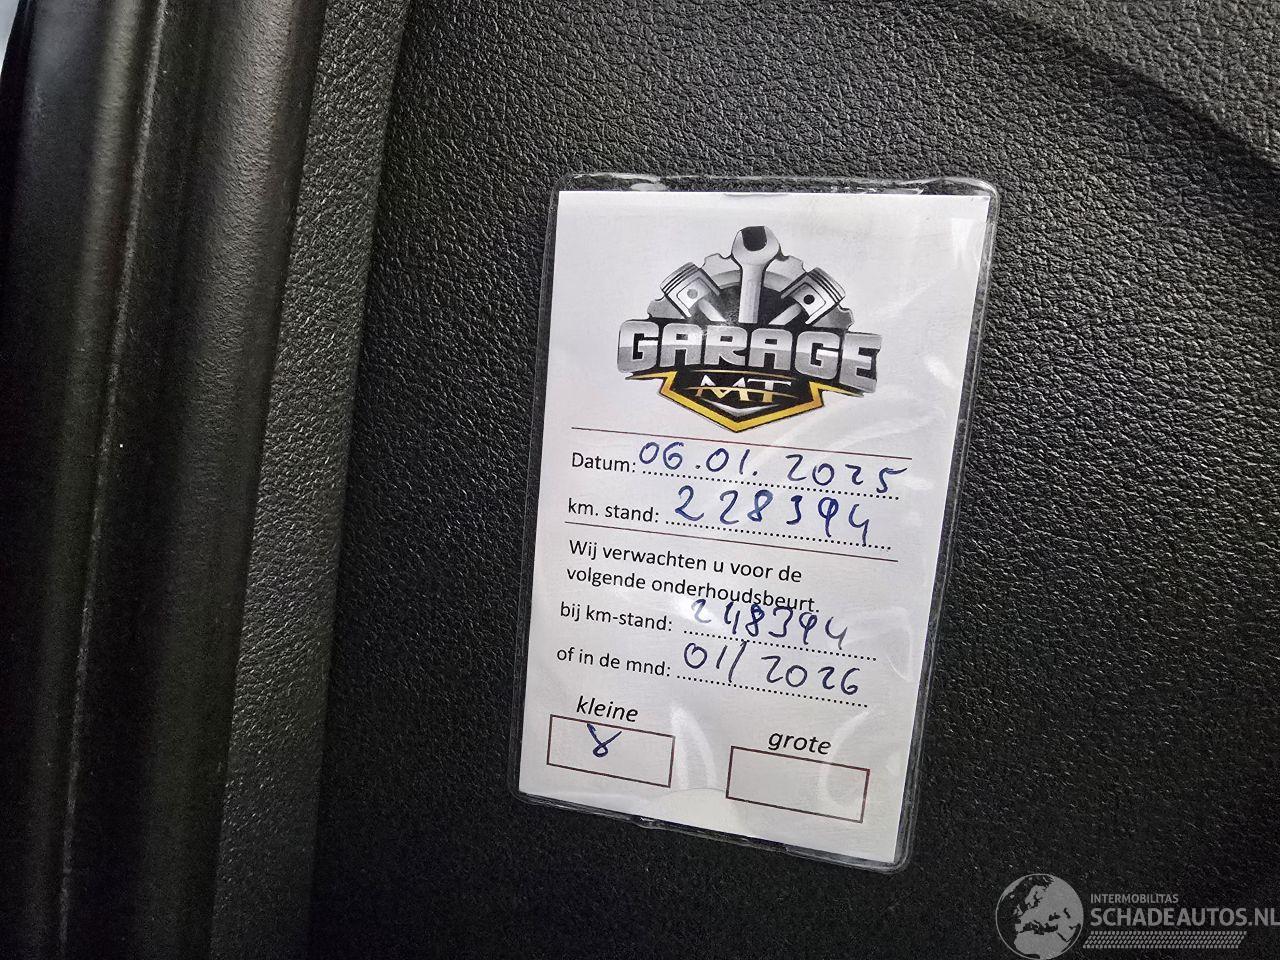 GARAGE
MT
Datum: 06.01.2025
km. stand: 228394
Wij verwachten u voor de
volgende onderhoudsbeurt.
bij km-stand: 248394
of in de mnd: 01/2026
kleine
grote
INTERMOBILITAS
SCHADEAUTOS.NL